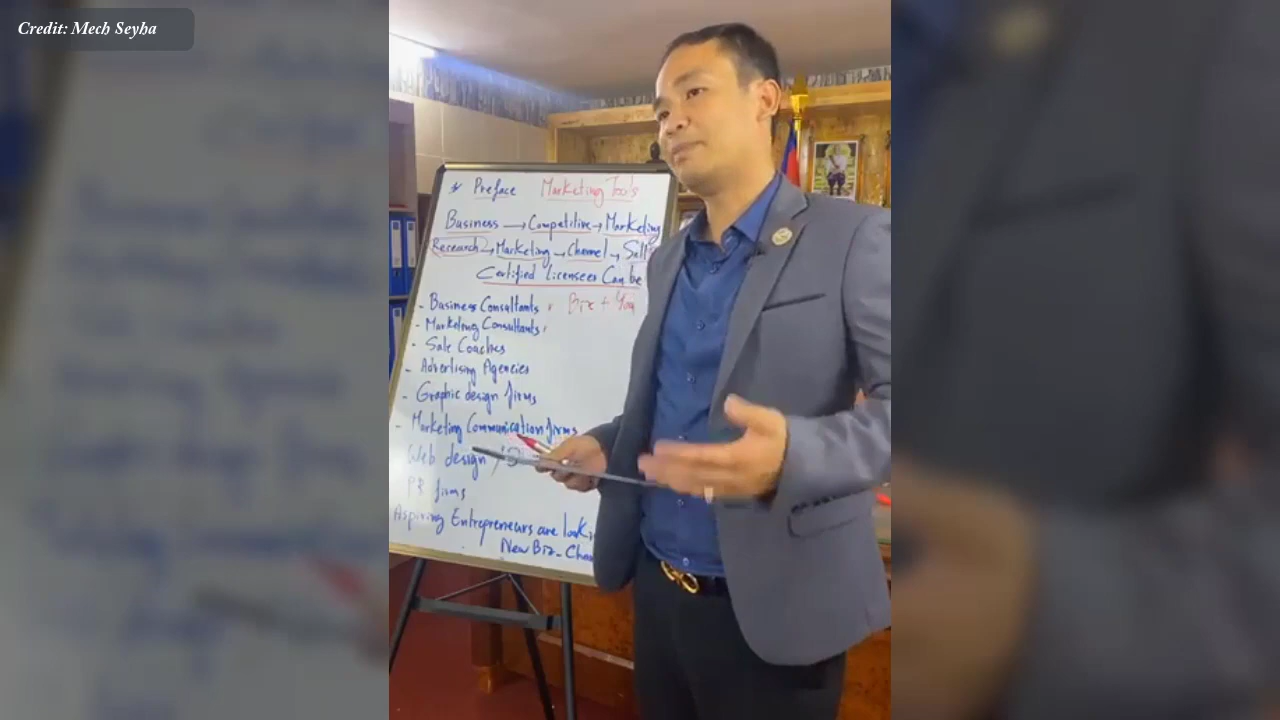 Credit: Mech Seyha
Preface Marketing Tools
Business → Competitive → Marketing
Research → Marketing → Channel → Sell
Certified Licensees Can be
- Business Consultants Biz + You
- Marketing Consultants
- Sale Coaches
- Advertising Agencies
- Graphic design firms
- Marketing Communication firms
Web design /
PR firms
Aspiring Entrepreneurs are
New Biz-